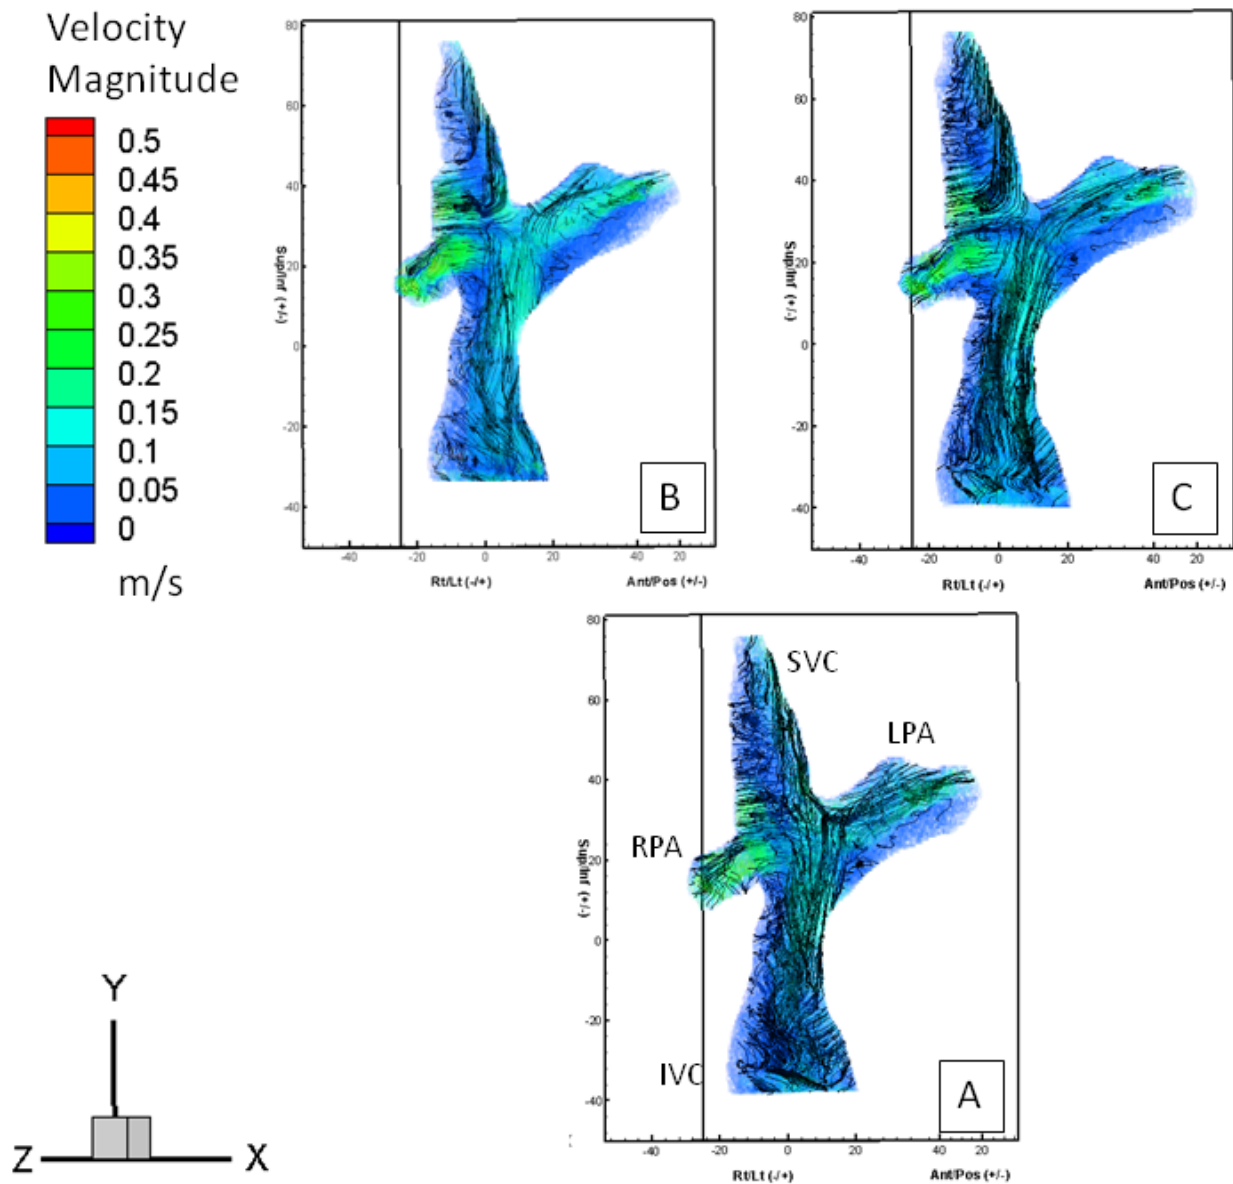 Velocity
Magnitude
0.5
0.45
0.4
0.35
0.3
0.25
0.2
0.15
0.1
0.05
0
m/s
80
60
40
20
0
-20
-40
Sup/Inf (+/-)
-40
-20
0
20
40
20
Rt/Lt (-/+)
Ant/Pos (+/-)
B
80
60
40
20
0
-20
-40
Sup/Inf (+/-)
-40
-20
0
20
40
20
Rt/Lt (-/+)
Ant/Pos (+/-)
C
80
60
40
20
0
-20
-40
Sup/Inf (+/-)
SVC
LPA
RPA
IVC
-40
-20
0
20
40
20
Rt/Lt (-/+)
Ant/Pos (+/-)
A
Y
Z
X